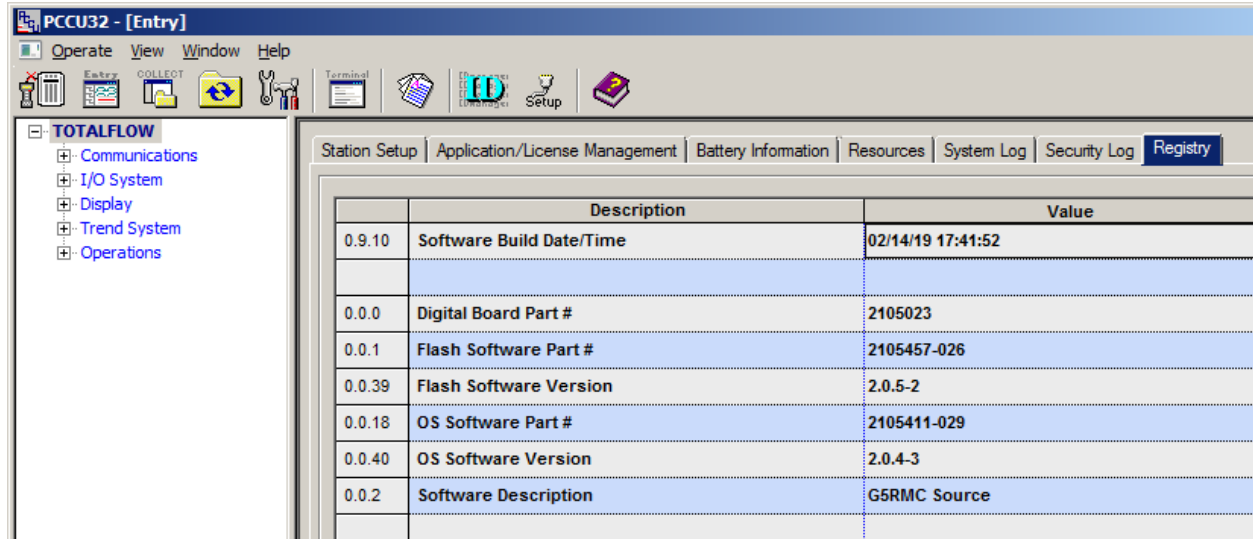 PCCU32 - [Entry]
Operate View Window Help
Entry COLLECT Terminal Setup
TOTALFLOW
Communications
I/O System
Display
Trend System
Operations
Station Setup Application/License Management Battery Information Resources System Log Security Log Registry
Description Value
0.9.10 Software Build Date/Time 02/14/19 17:41:52
0.0.0 Digital Board Part # 2105023
0.0.1 Flash Software Part # 2105457-026
0.0.39 Flash Software Version 2.0.5-2
0.0.18 OS Software Part # 2105411-029
0.0.40 OS Software Version 2.0.4-3
0.0.2 Software Description G5RMC Source